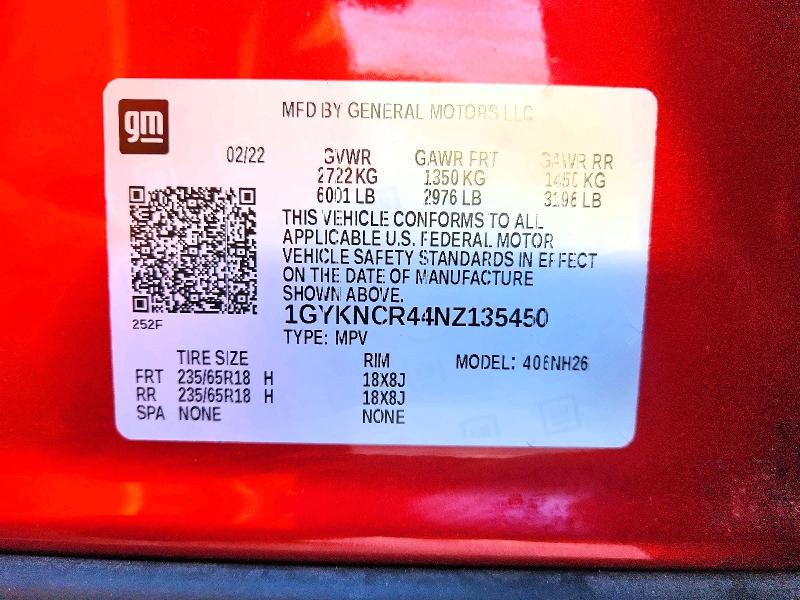 gm
MFD BY GENERAL MOTORS LLC
02/22 GVWR GAWR FRT GAWR RR
2722 KG 1350 KG 1450 KG
6001 LB 2976 LB 3196 LB
THIS VEHICLE CONFORMS TO ALL
APPLICABLE U.S. FEDERAL MOTOR
VEHICLE SAFETY STANDARDS IN EFFECT
ON THE DATE OF MANUFACTURE
SHOWN ABOVE.
252F
1GYKNCR44NZ135450
TYPE: MPV
TIRE SIZE RIM MODEL: 406NH26
FRT 235/65R18 H 18X8J
RR 235/65R18 H 18X8J
SPA NONE NONE